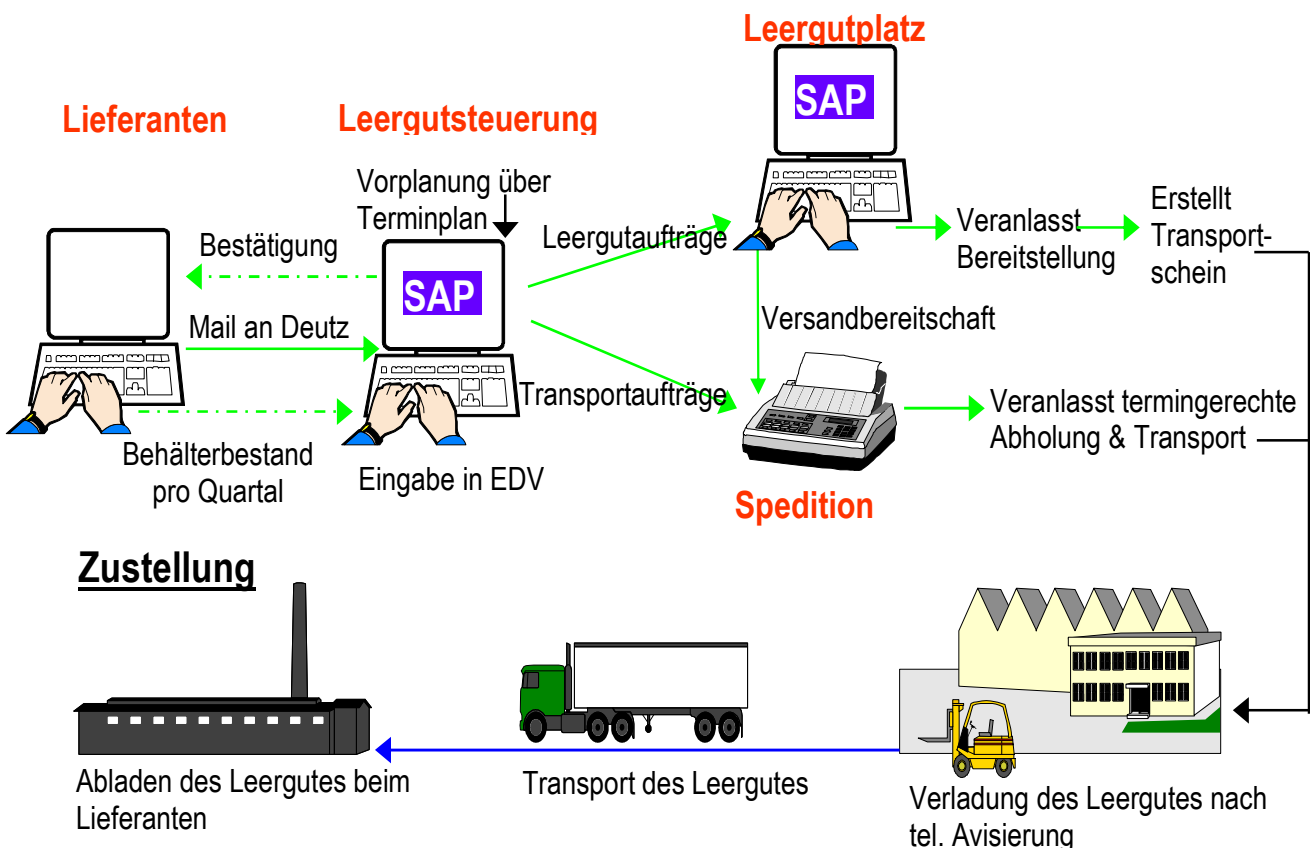 Leergutplatz
SAP
Lieferanten
Leergutsteuerung
Vorplanung über
Terminplan
Bestätigung
SAP
Mail an Deutz
Behälterbestand
pro Quartal
Eingabe in EDV
Leergutaufträge
Transportaufträge
Veranlasst
Bereitstellung
Erstellt
Transport-
schein
Versandbereitschaft
Veranlasst termingerechte
Abholung & Transport
Spedition
Zustellung
Abladen des Leergutes beim
Lieferanten
Transport des Leergutes
Verladung des Leergutes nach
tel. Avisierung